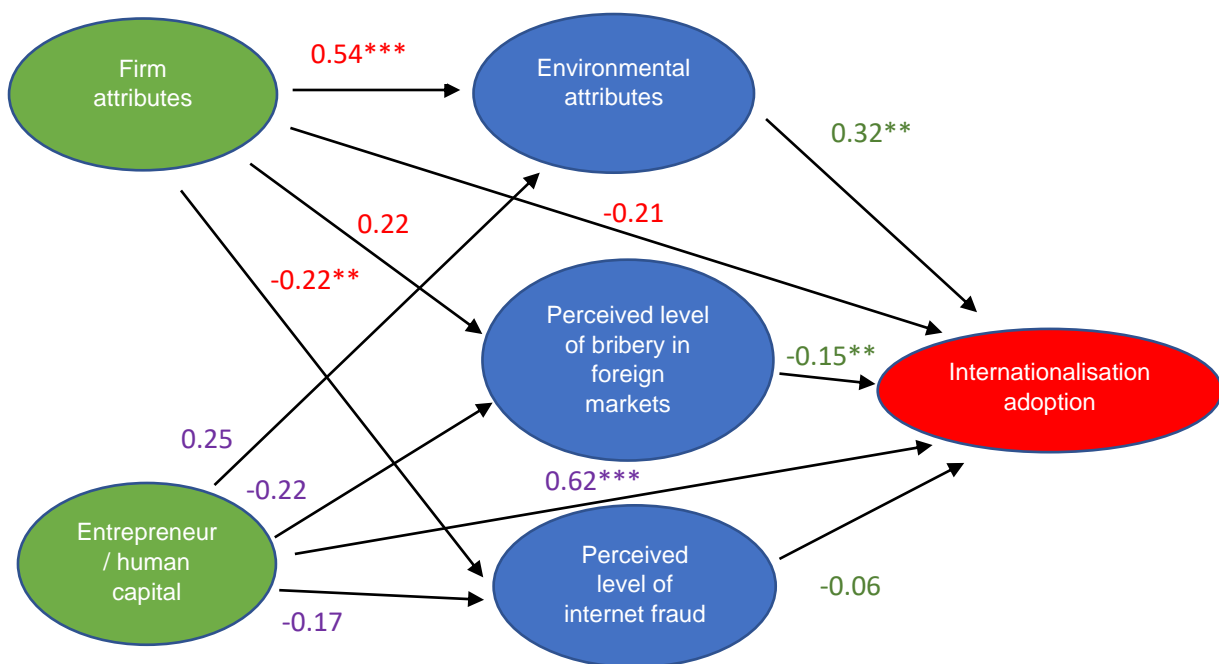 Firm
attributes
0.54***
Environmental
attributes
0.32**
-0.21
0.22
-0.22**
Perceived level
of bribery in
foreign
markets
-0.15**
Internationalisation
adoption
0.25
-0.22
0.62***
Entrepreneur
/ human
capital
-0.17
Perceived
level of
internet fraud
-0.06